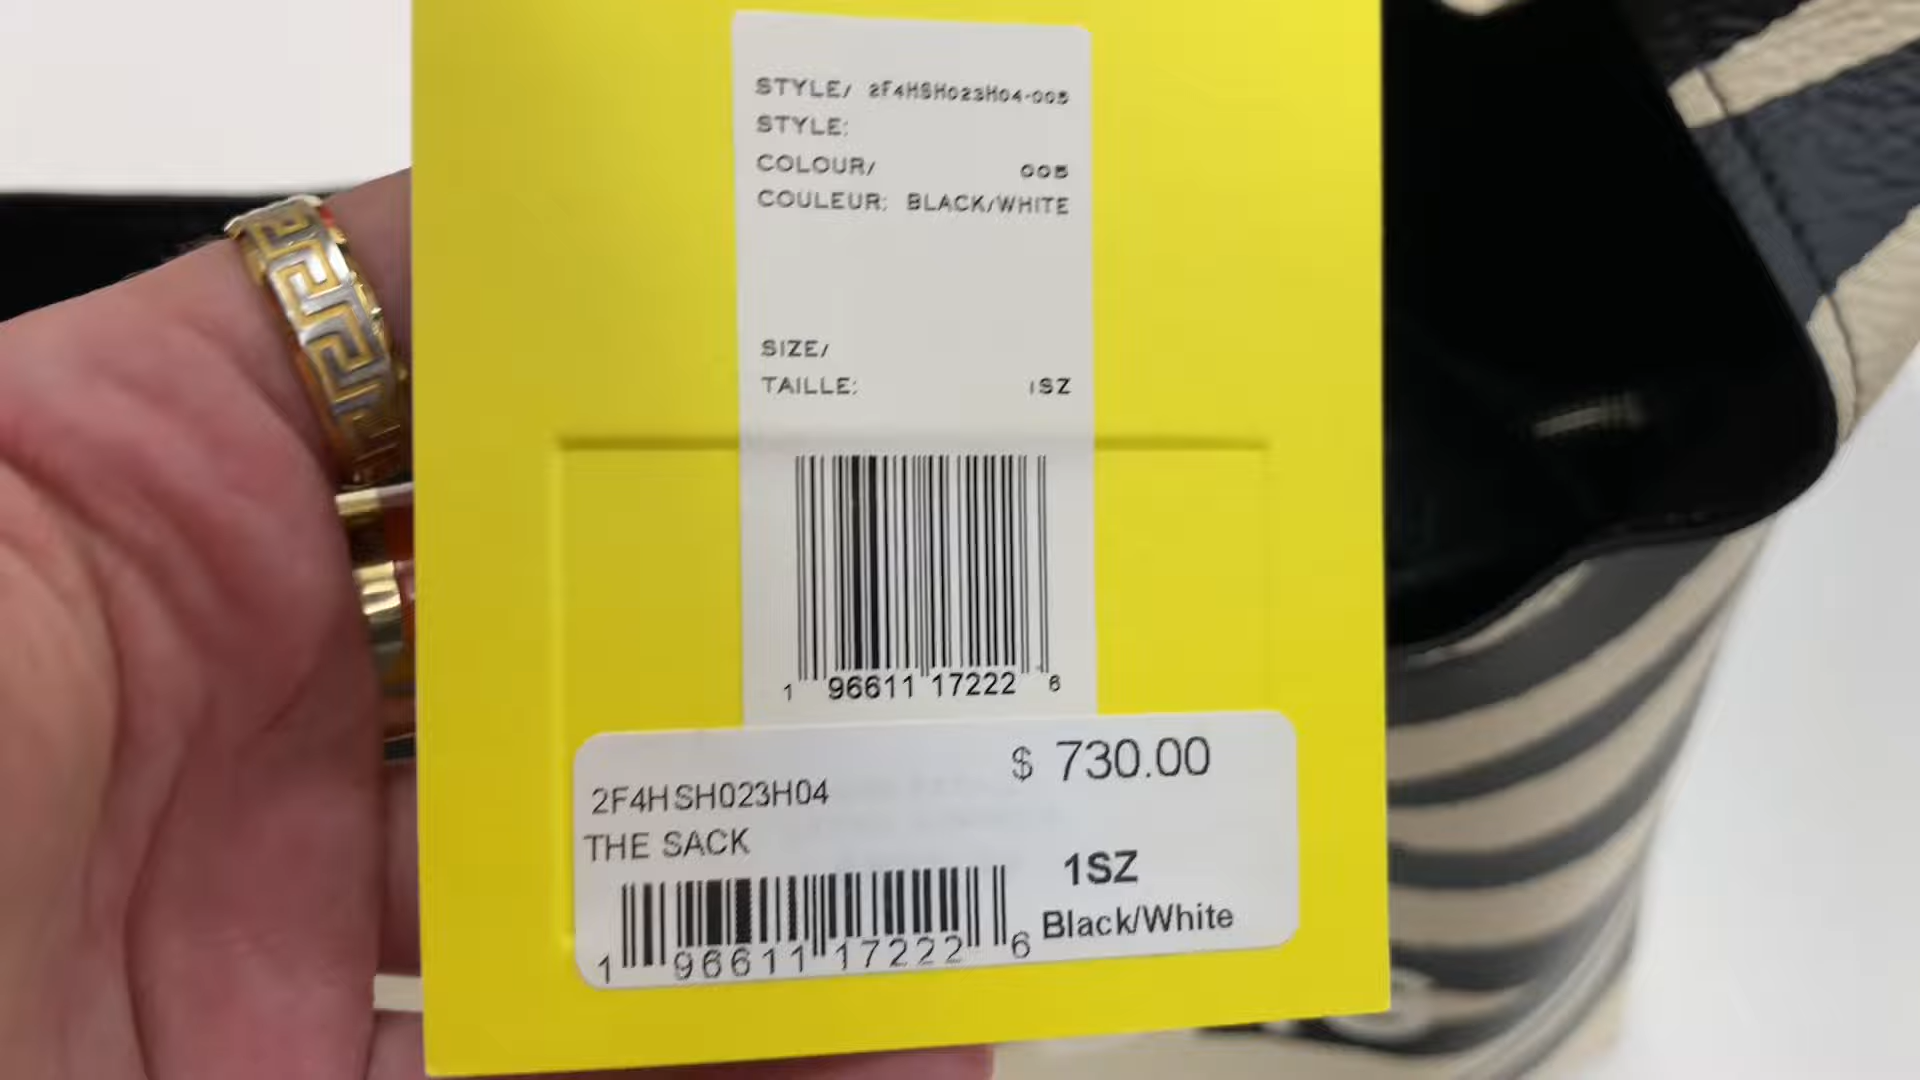 STYLE/ 2F4HSH023H04-005
STYLE:
COLOUR/ 005
COULEUR: BLACK/WHITE
SIZE/
TAILLE: 1SZ
1 96611 17222 6
$ 730.00
2F4HSH023H04
THE SACK
1SZ
Black/White
1 96611 17222 6